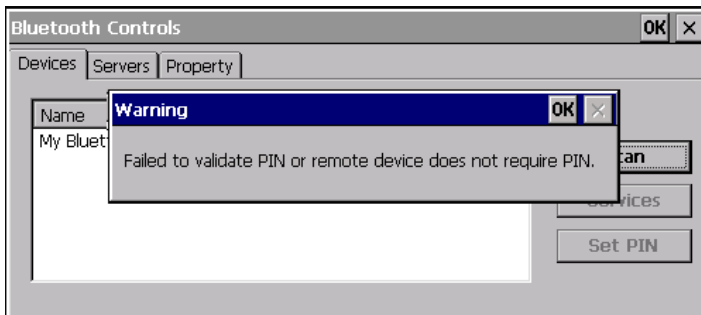 Bluetooth Controls OK ×
Devices Servers Property
Name
Warning OK ×
My Bluet
Failed to validate PIN or remote device does not require PIN.
can
Services
Set PIN